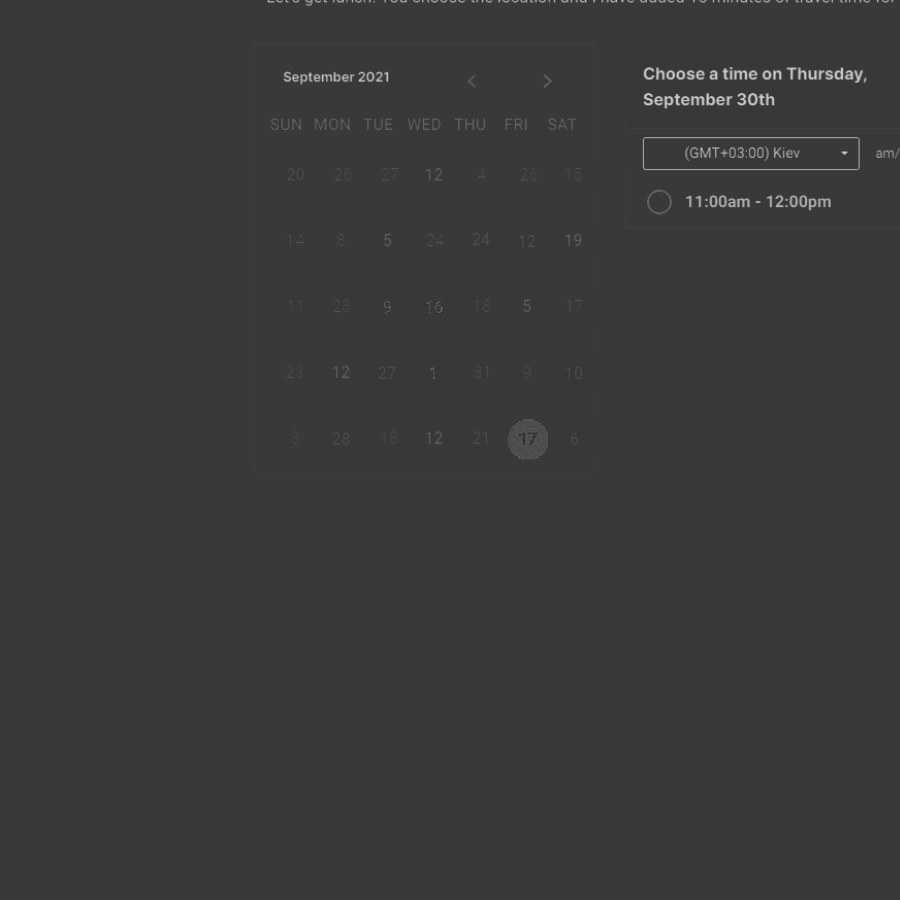 Let's get lunch! You choose the location and I have added 15 minutes of travel time for
September 2021
SUN MON TUE WED THU FRI SAT
20 26 27 12 4 26 15
14 8 5 24 24 12 19
11 23 9 16 18 5 17
23 12 27 1 31 9 10
3 28 18 12 21 17 6
Choose a time on Thursday,
September 30th
(GMT+03:00) Kiev am/
11:00am - 12:00pm